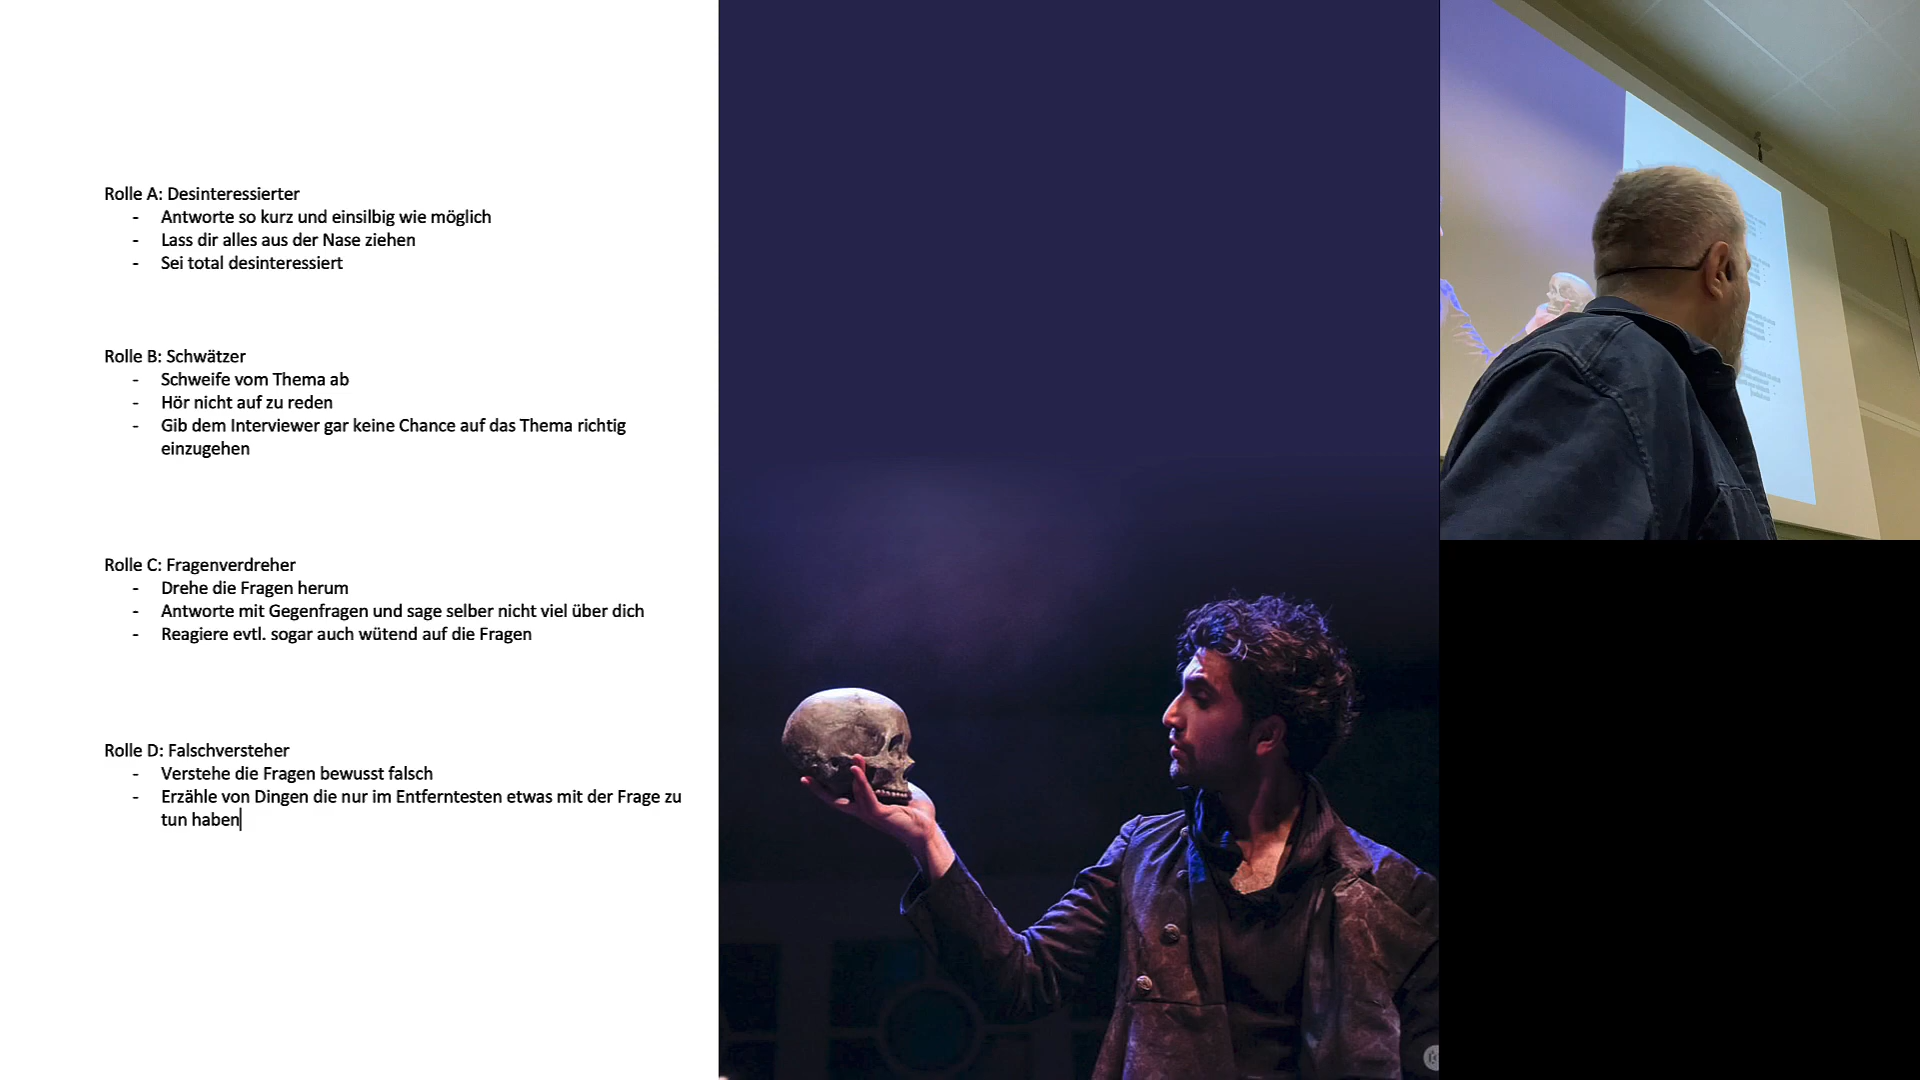 Rolle A: Desinteressierter
- Antworte so kurz und einsilbig wie möglich
- Lass dir alles aus der Nase ziehen
- Sei total desinteressiert
Rolle B: Schwätzer
- Schweife vom Thema ab
- Hör nicht auf zu reden
- Gib dem Interviewer gar keine Chance auf das Thema richtig
einzugehen
Rolle C: Fragenverdreher
- Drehe die Fragen herum
- Antworte mit Gegenfragen und sage selber nicht viel über dich
- Reagiere evtl. sogar auch wütend auf die Fragen
Rolle D: Falschversteher
- Verstehe die Fragen bewusst falsch
- Erzähle von Dingen die nur im Entferntesten etwas mit der Frage zu
tun haben